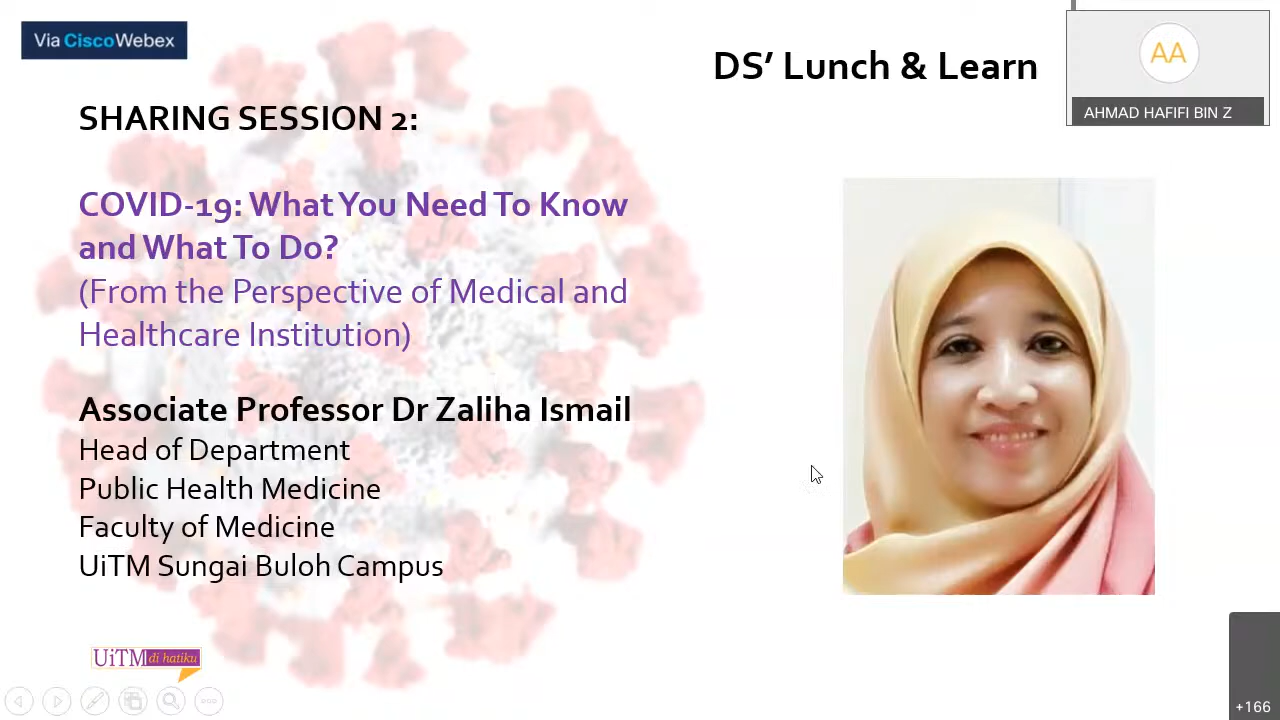 Via Cisco Webex
DS’ Lunch & Learn
AA
AHMAD HAFIFI BIN Z
SHARING SESSION 2:
COVID-19: What You Need To Know
and What To Do?
(From the Perspective of Medical and
Healthcare Institution)
Associate Professor Dr Zaliha Ismail
Head of Department
Public Health Medicine
Faculty of Medicine
UiTM Sungai Buloh Campus
UiTM di hatiku
+166